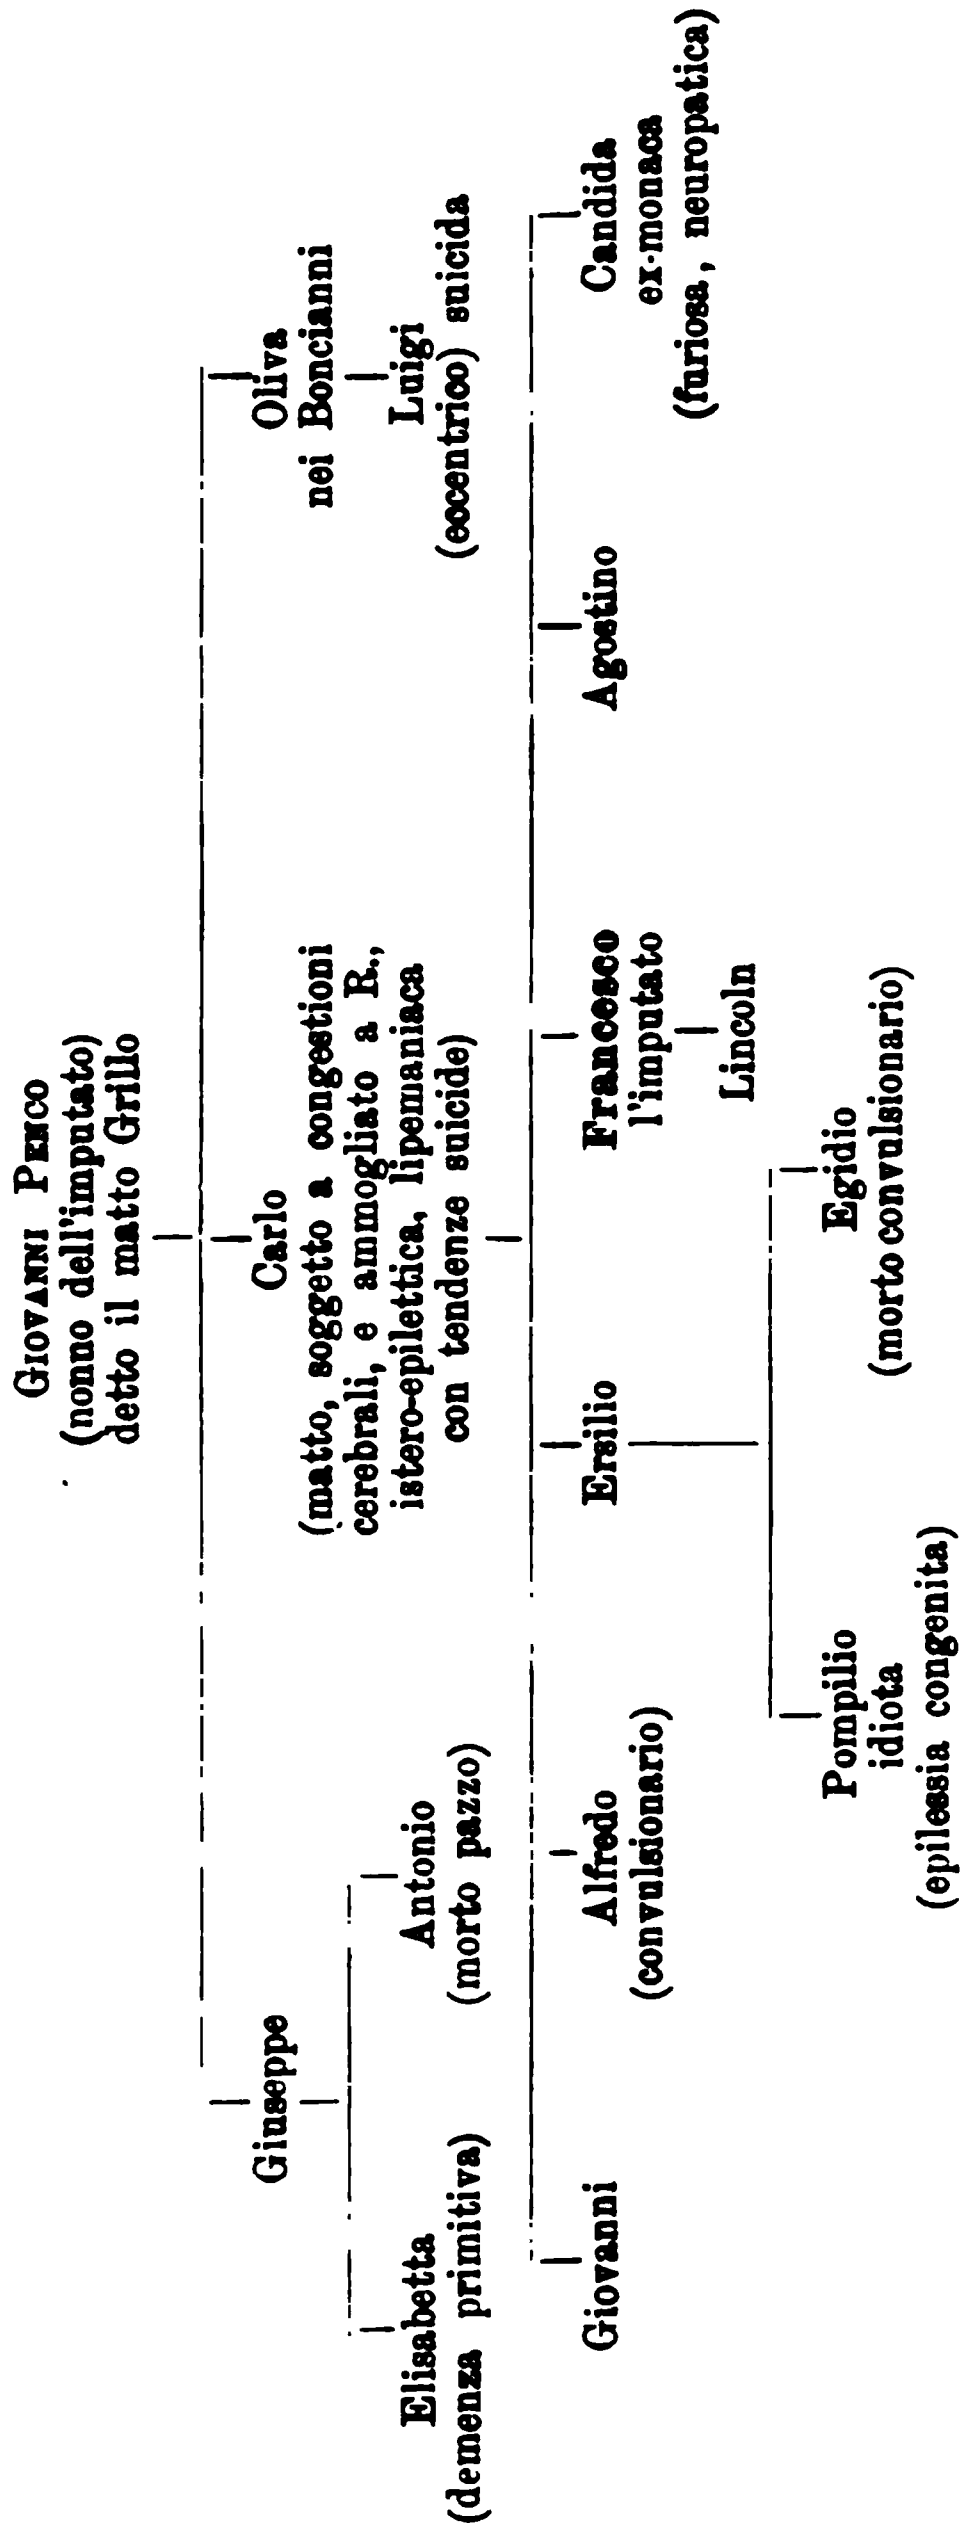 GIOVANNI PENCO
(nonno dell'imputato)
detto il matto Grillo
Giuseppe
Carlo
(matto, soggetto a congestioni
cerebrali, e ammogliato a R.,
istero-epilettica, lipemaniaca
con tendenze suicide)
Oliva
nei Boncianni
Luigi
(eccentrico) suicida
Elisabetta
(demenza primitiva)
Antonio
(morto pazzo)
Giovanni
Alfredo
(convulsionario)
Ersilio
Francesco
l'imputato
Lincoln
Agostino
Candida
ex-monaca
(furiosa, neuropatica)
Pompilio
idiota
(epilessia congenita)
Egidio
(morto convulsionario)